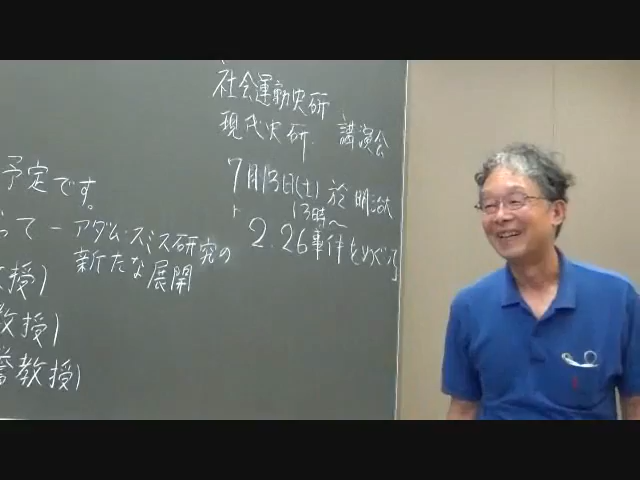 社会運動史研
現代史研 講演会
7月13日(土) 於 明治大
13時〜
2.26事件をめぐる
予定です。
って-アダム・スミス研究の
新たな展開
教授)
教授)
誉教授)